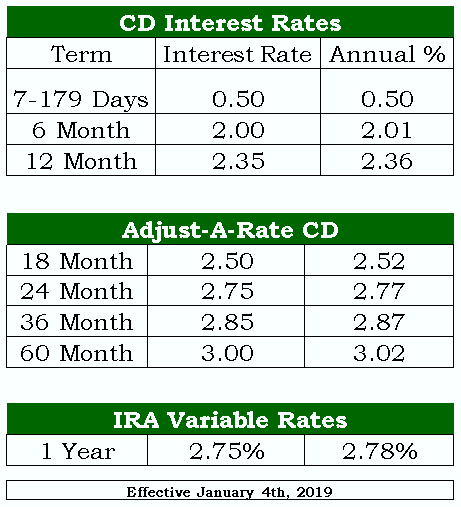 CD Interest Rates
Term Interest Rate Annual %
7-179 Days 0.50 0.50
6 Month 2.00 2.01
12 Month 2.35 2.36
Adjust-A-Rate CD
18 Month 2.50 2.52
24 Month 2.75 2.77
36 Month 2.85 2.87
60 Month 3.00 3.02
IRA Variable Rates
1 Year 2.75% 2.78%
Effective January 4th, 2019